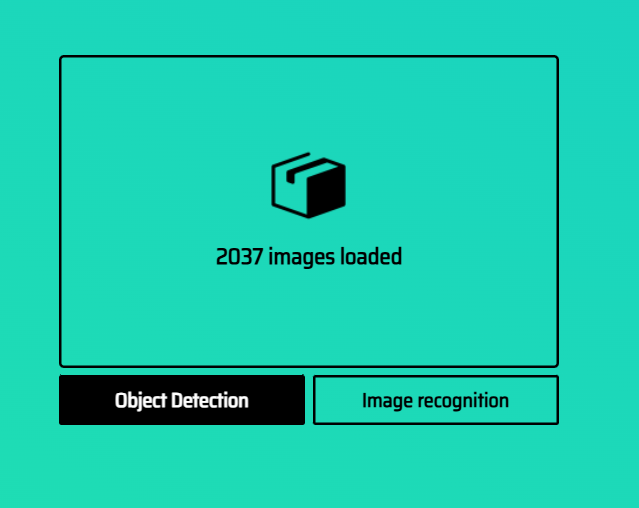 2037 images loaded
Object Detection
Image recognition